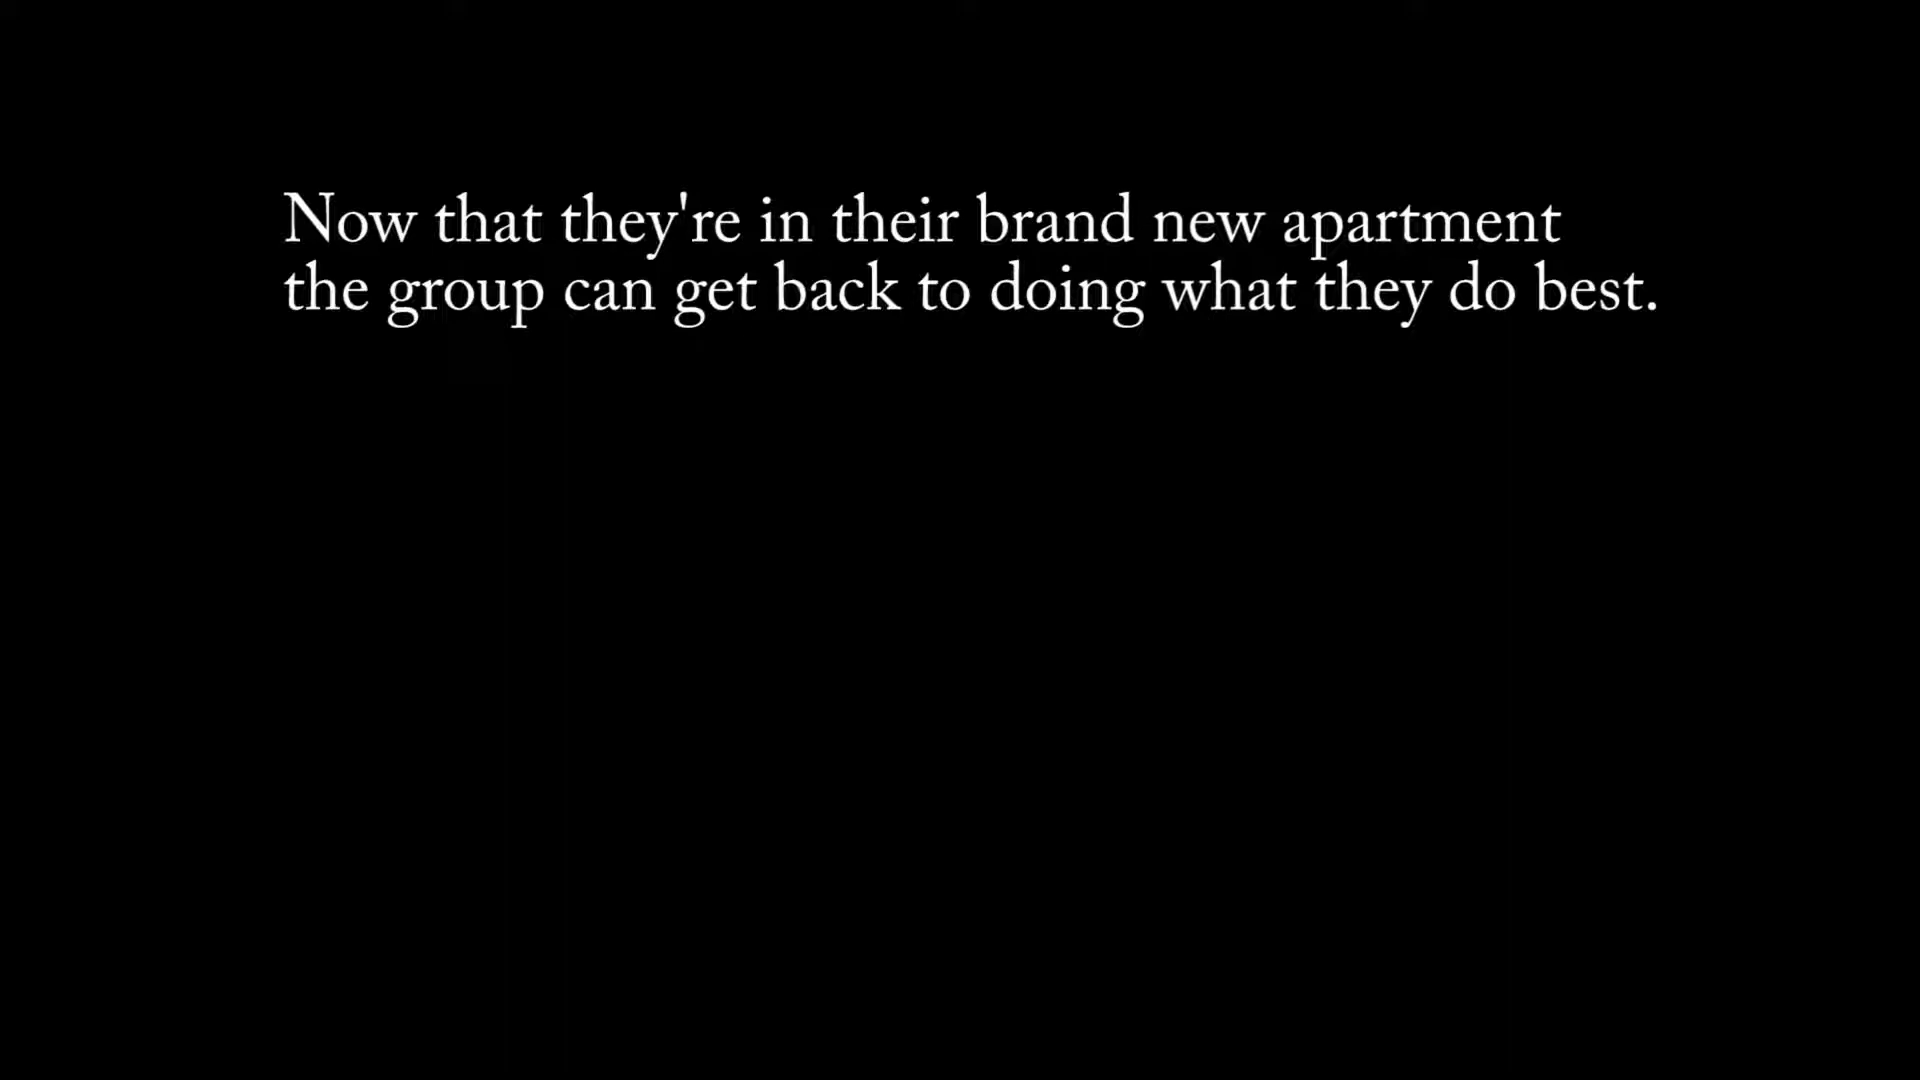 Now that they're in their brand new apartment
the group can get back to doing what they do best.